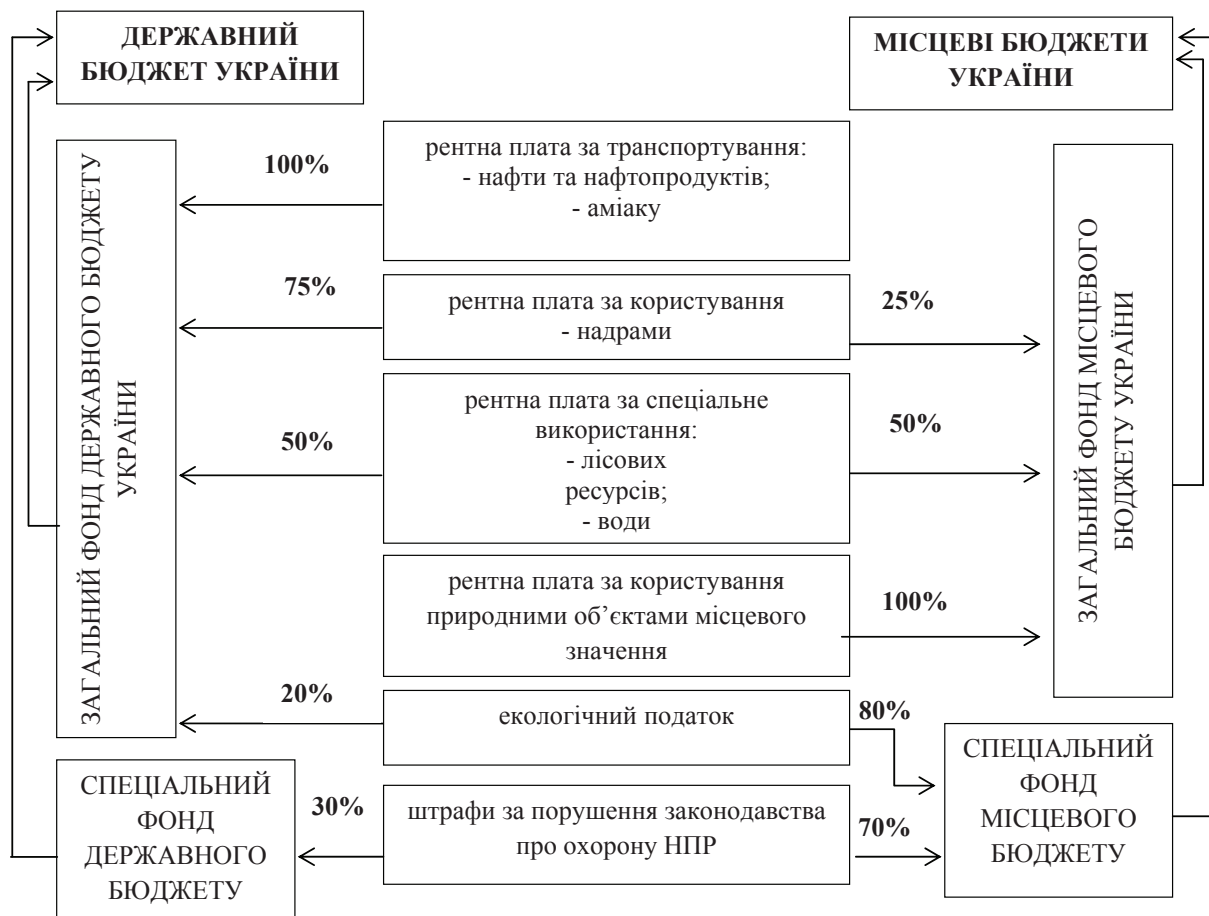 ДЕРЖАВНИЙ
БЮДЖЕТ УКРАЇНИ
МІСЦЕВІ БЮДЖЕТИ
УКРАЇНИ
ЗАГАЛЬНИЙ ФОНД ДЕРЖАВНОГО БЮДЖЕТУ
УКРАЇНИ
100%
рентна плата за транспортування:
- нафти та нафтопродуктів;
- аміаку
75%
рентна плата за користування
- надрами
25%
50%
рентна плата за спеціальне
використання:
- лісових
ресурсів;
- води
50%
рентна плата за користування
природними об’єктами місцевого
значення
100%
ЗАГАЛЬНИЙ ФОНД МІСЦЕВОГО
БЮДЖЕТУ УКРАЇНИ
20%
екологічний податок
80%
СПЕЦІАЛЬНИЙ
ФОНД
ДЕРЖАВНОГО
БЮДЖЕТУ
30%
штрафи за порушення законодавства
про охорону НПР
70%
СПЕЦІАЛЬНИЙ
ФОНД
МІСЦЕВОГО
БЮДЖЕТУ